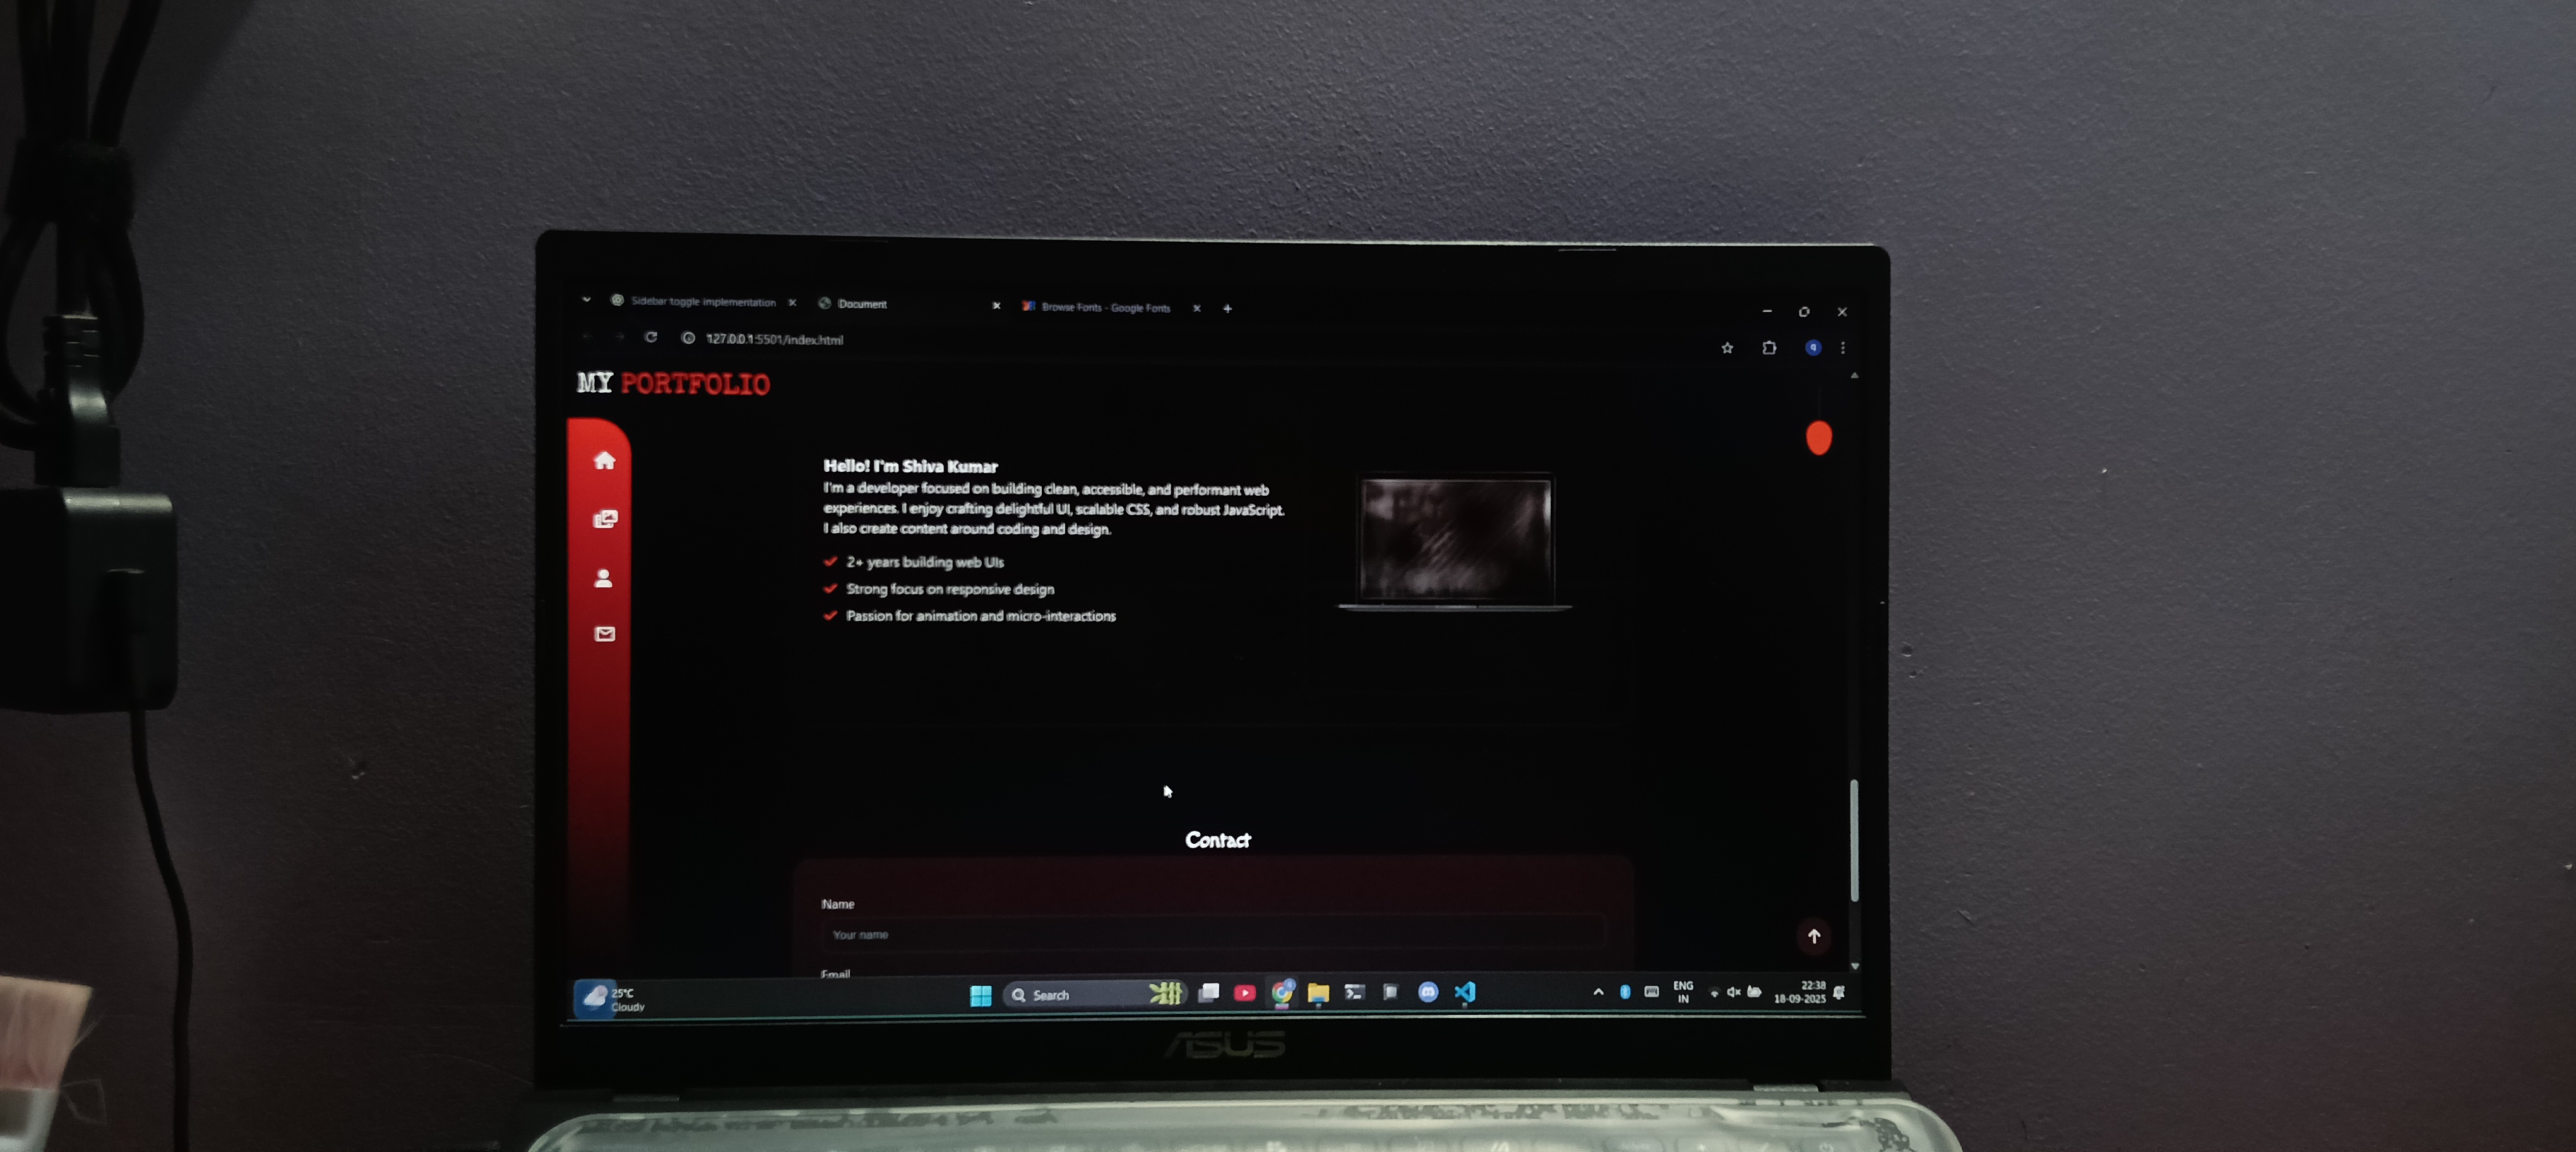 Sidebar toggle implementation
Document
Browse Fonts - Google Fonts
127.0.0.1:5501/index.html
MY PORTFOLIO
Hello! I'm Shiva Kumar
I'm a developer focused on building clean, accessible, and performant web
experiences. I enjoy crafting delightful UI, scalable CSS, and robust JavaScript.
I also create content around coding and design.
2+ years building web UIs
Strong focus on responsive design
Passion for animation and micro-interactions
Contact
Name
Your name
Email
25°C
Cloudy
Search
ENG
IN
22:38
18-09-2025
ASUS